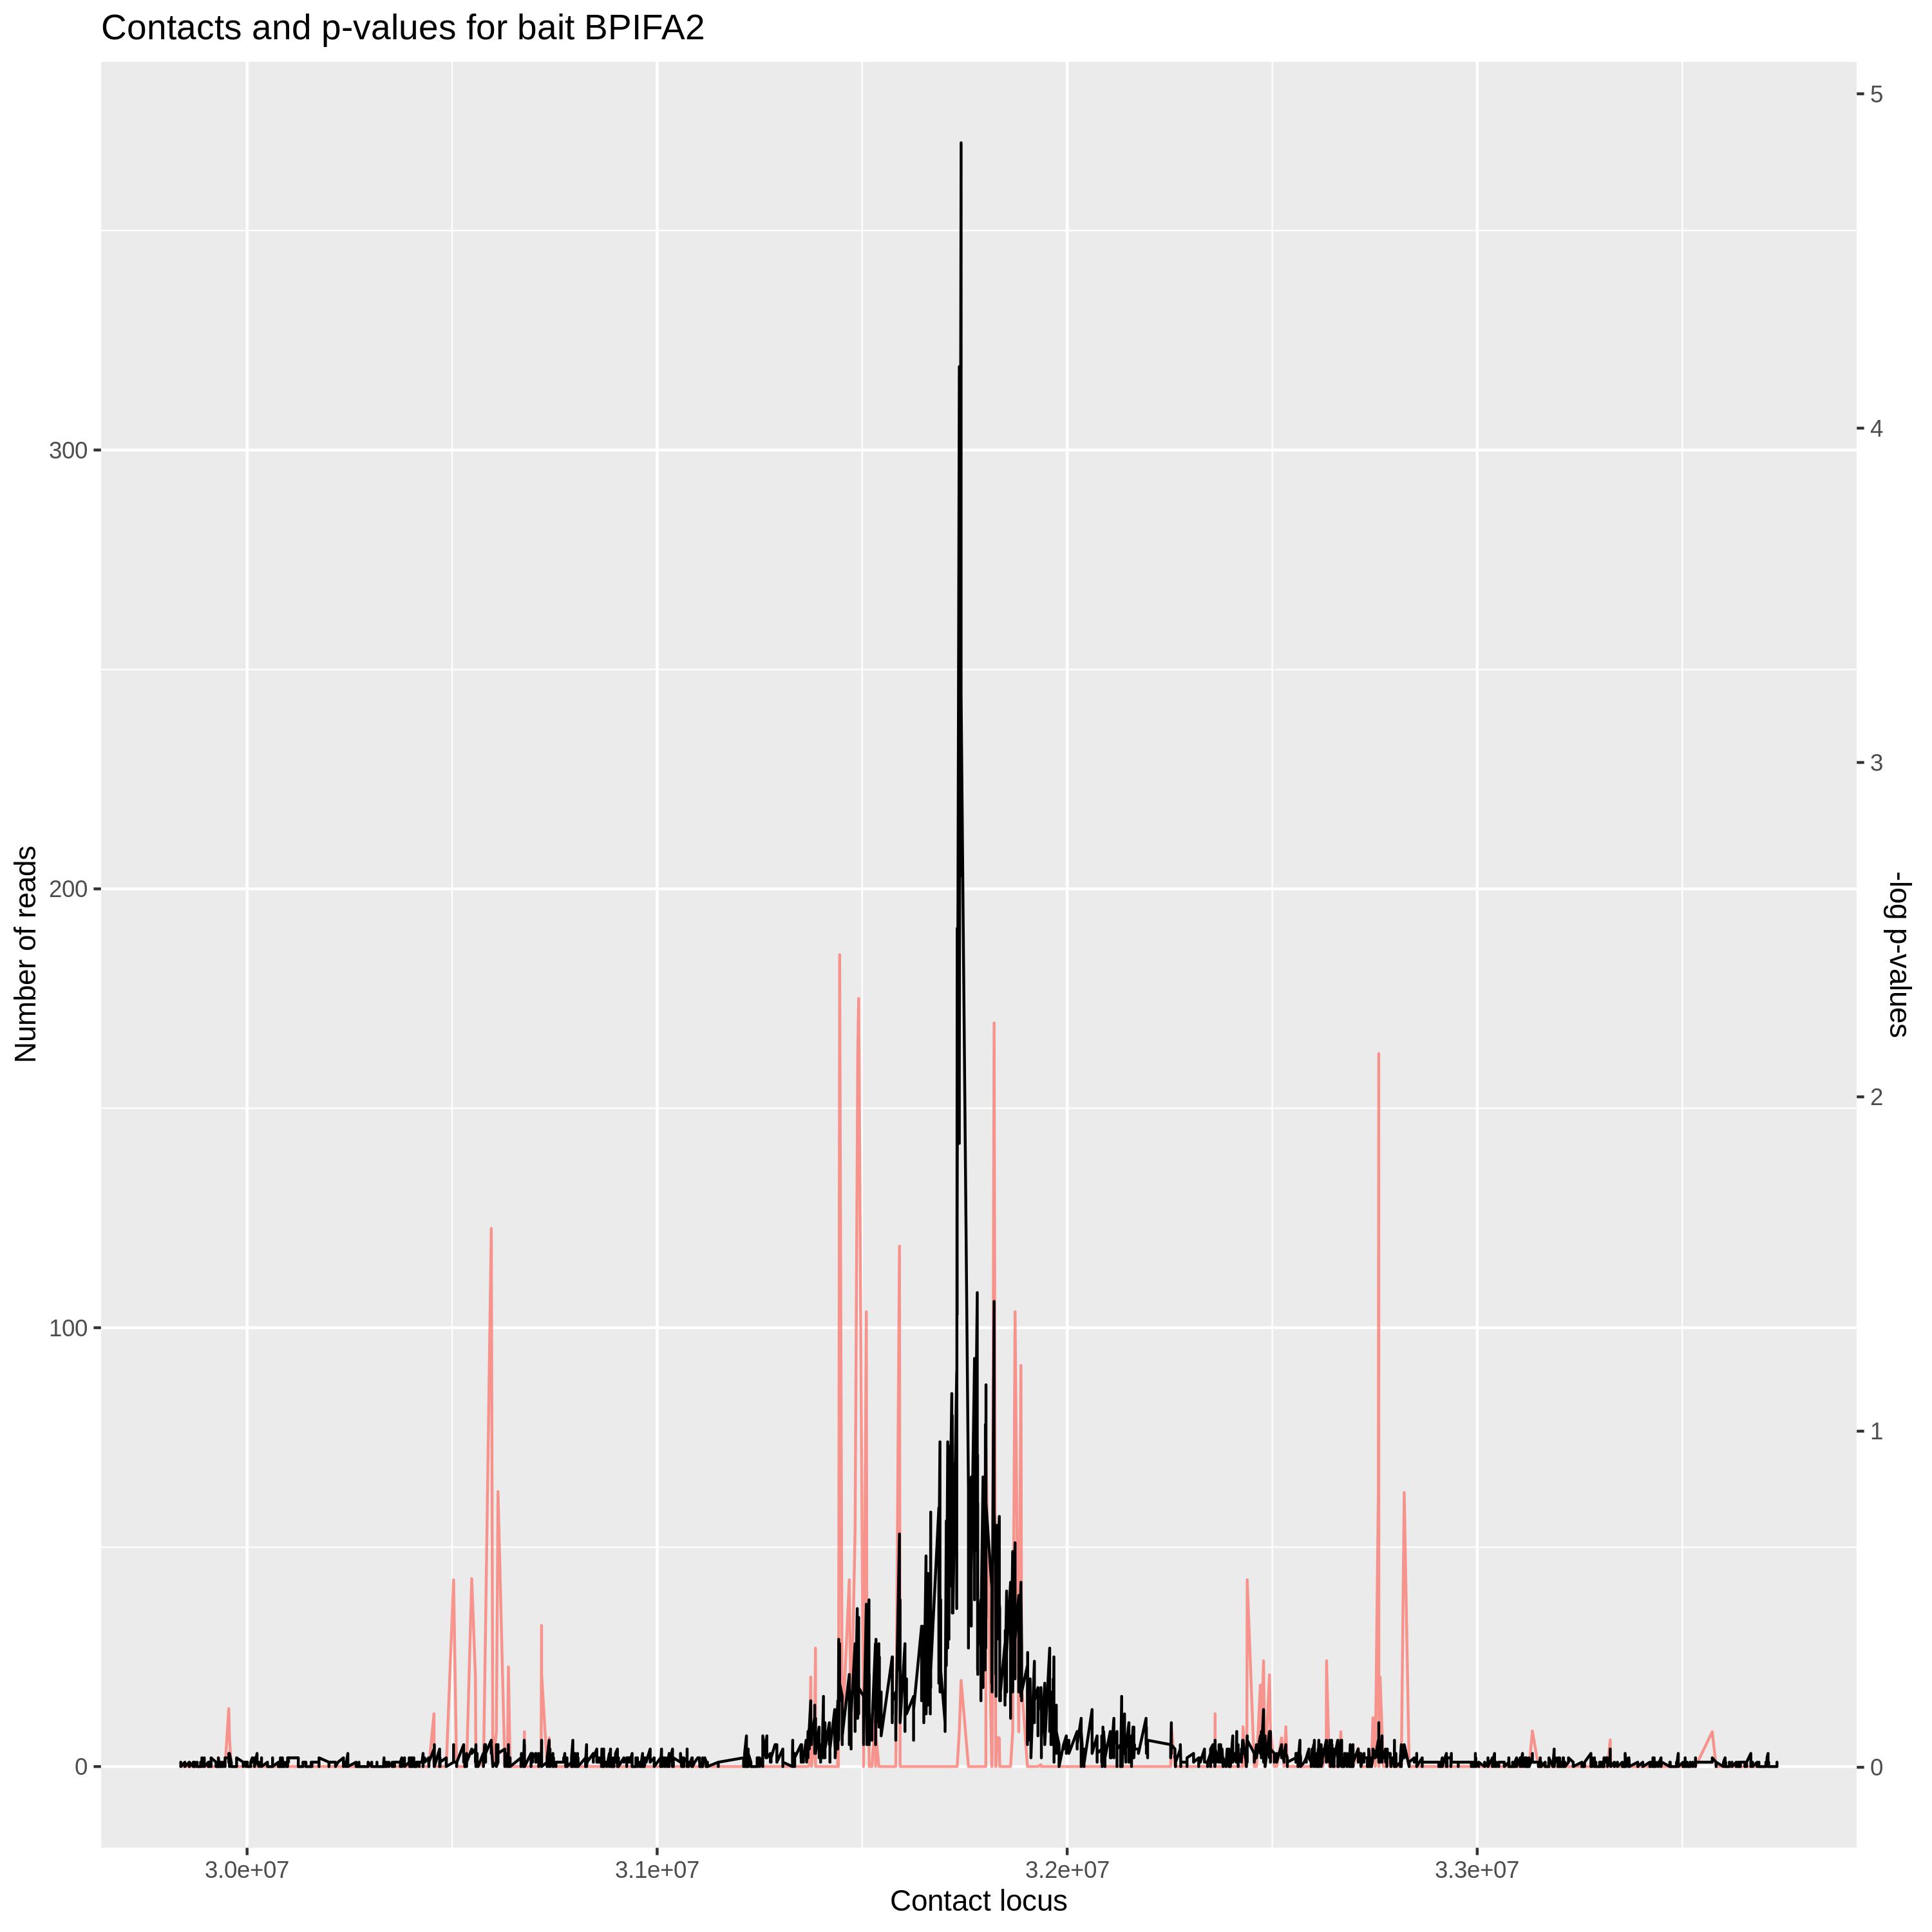 Contacts and p-values for bait BPIFA2
Number of reads
300
200
100
0
5
4
3
2
1
0
-log p-values
3.0e+07
3.1e+07
3.2e+07
3.3e+07
Contact locus